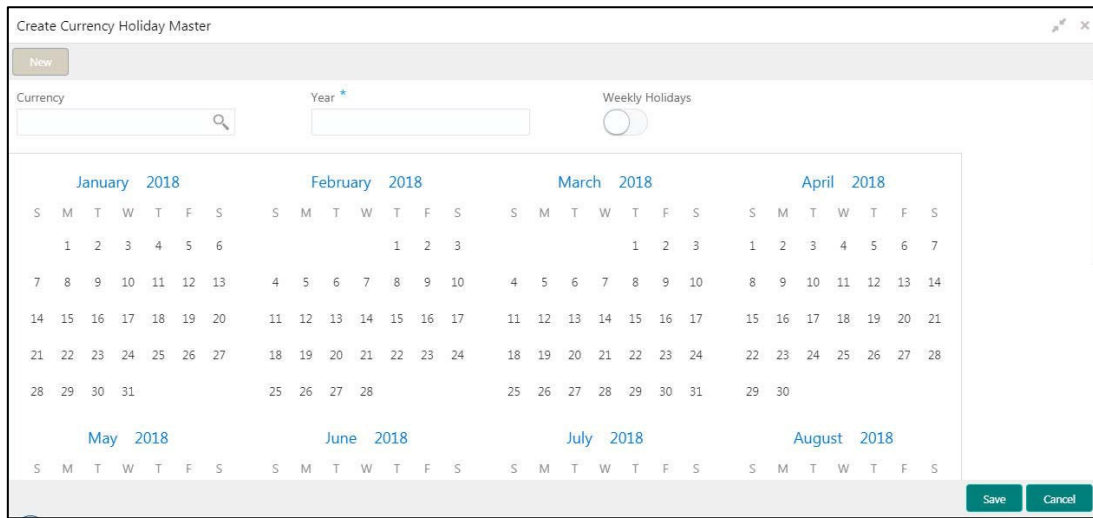 Create Currency Holiday Master
New
Currency Year * Weekly Holidays
January 2018 February 2018 March 2018 April 2018
S M T W T F S S M T W T F S S M T W T F S S M T W T F S
1 2 3 4 5 6 1 2 3 1 2 3 1 2 3 4 5 6 7
7 8 9 10 11 12 13 4 5 6 7 8 9 10 4 5 6 7 8 9 10 8 9 10 11 12 13 14
14 15 16 17 18 19 20 11 12 13 14 15 16 17 11 12 13 14 15 16 17 15 16 17 18 19 20 21
21 22 23 24 25 26 27 18 19 20 21 22 23 24 18 19 20 21 22 23 24 22 23 24 25 26 27 28
28 29 30 31 25 26 27 28 25 26 27 28 29 30 31 29 30
May 2018 June 2018 July 2018 August 2018
S M T W T F S S M T W T F S S M T W T F S S M T W T F S
Save Cancel